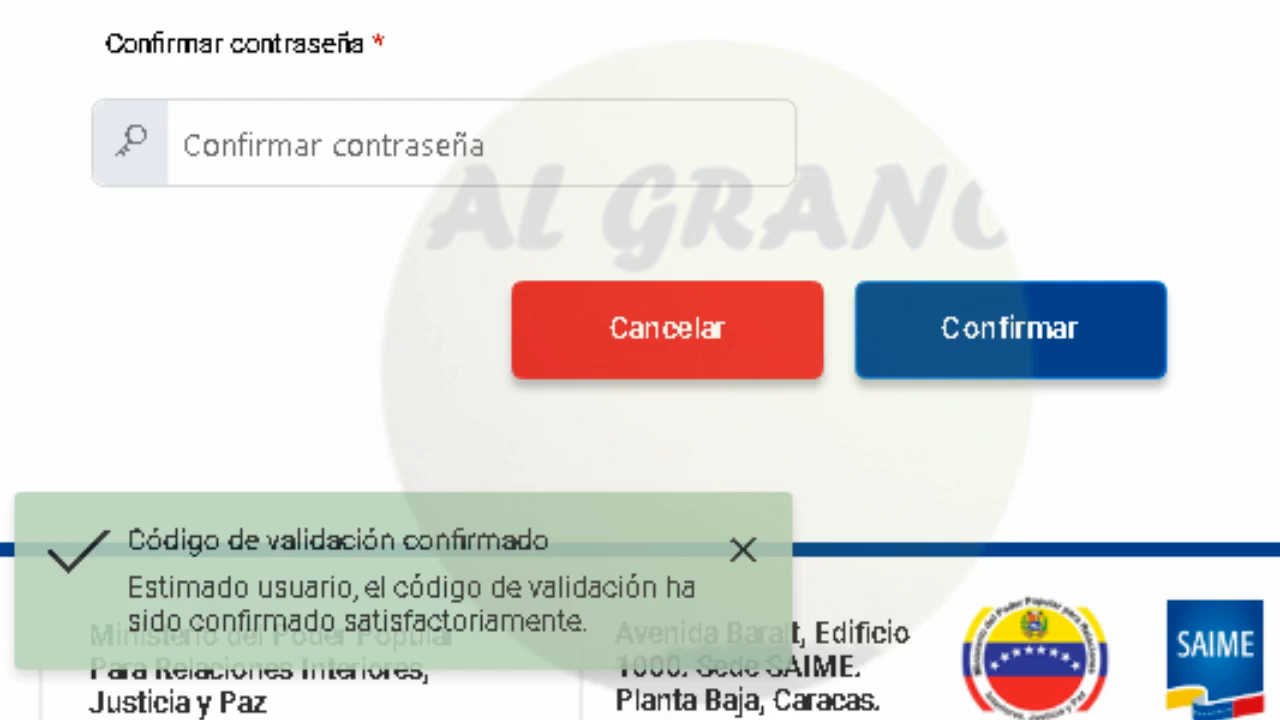 Confirmar contraseña *
Confirmar contraseña
AL GRANO
Cancelar
Confirmar
Código de validación confirmado
Estimado usuario, el código de validación ha
sido confirmado satisfactoriamente.
Ministerio del Poder Popular
Para Relaciones Interiores,
Justicia y Paz
Avenida Baralt, Edificio
1000. Sede SAIME.
Planta Baja, Caracas.
SAIME